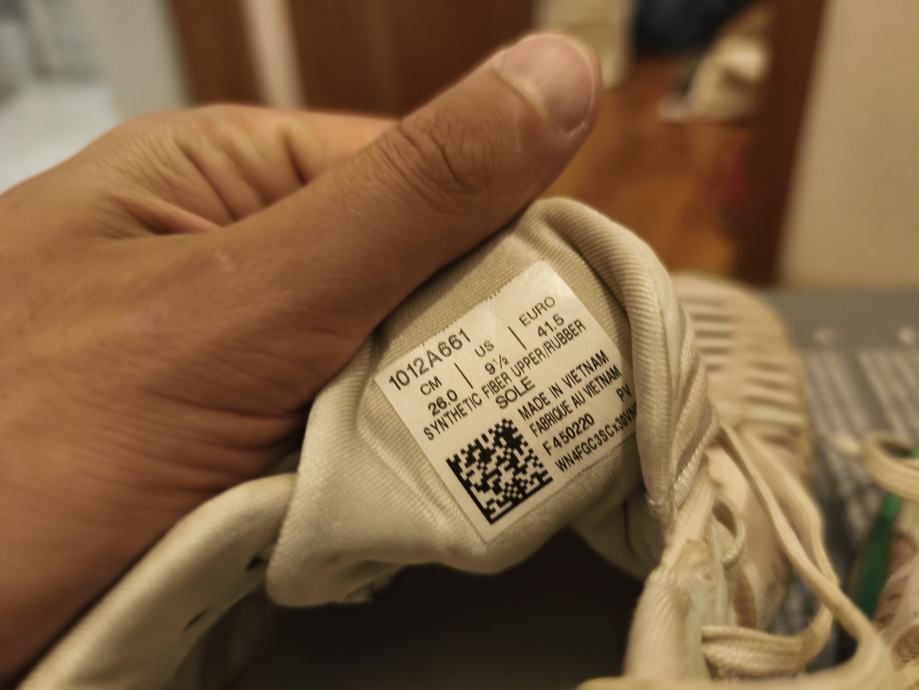 1012A661
CM | US | EURO
26.0 | 9½ | 41.5
SYNTHETIC FIBER UPPER/RUBBER
SOLE
MADE IN VIETNAM
FABRIQUE AU VIETNAM
F450220 PV